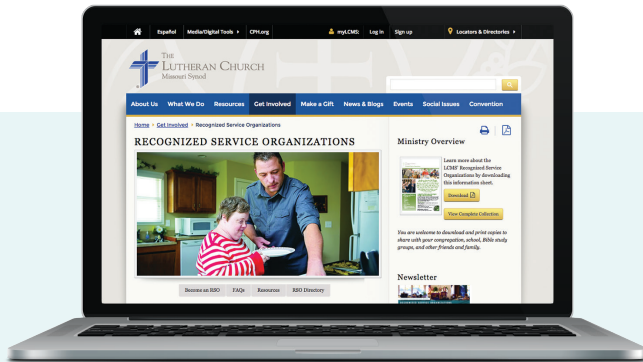 Español Media/Digital Tools CPH.org myLCMS: Log in Sign up Locators & Directories
THE
LUTHERAN CHURCH
Missouri Synod
About Us What We Do Resources Get Involved Make a Gift News & Blogs Events Social Issues Convention
Home › Get Involved › Recognized Service Organizations
RECOGNIZED SERVICE ORGANIZATIONS
Become an RSO FAQs Resources RSO Directory
Ministry Overview
Learn more about the
LCMS' Recognized Service
Organizations by downloading
this information sheet.
Download
View Complete Collection
You are welcome to download and print copies to
share with your congregation, school, Bible study
groups, and other friends and family.
Newsletter